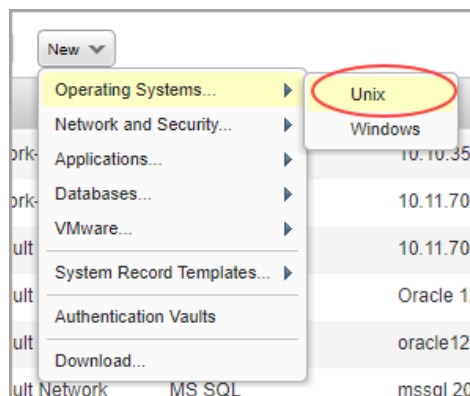 New
Operating Systems...
Unix
Network and Security...
Windows
Applications...
10.10.35
Databases...
10.11.70
VMware...
10.11.70
System Record Templates...
Oracle 1
Authentication Vaults
oracle12
Download...
Network
MS SQL
mssql 20